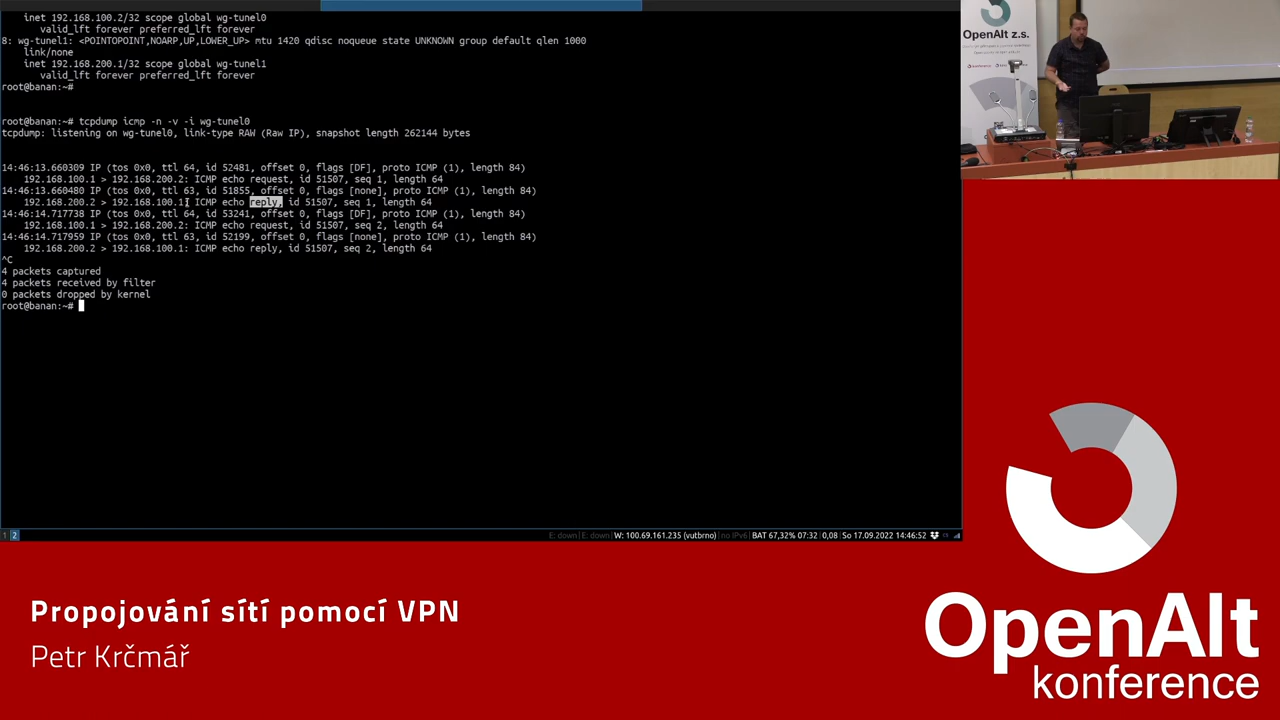 inet 192.168.100.2/32 scope global wg-tunel0
valid_lft forever preferred_lft forever
8: wg-tunel1: <POINTOPOINT,NOARP,UP,LOWER_UP> mtu 1420 qdisc noqueue state UNKNOWN group default qlen 1000
link/none
inet 192.168.200.1/32 scope global wg-tunel1
valid_lft forever preferred_lft forever
root@banan:~#
root@banan:~# tcpdump icmp -n -v -i wg-tunel0
tcpdump: listening on wg-tunel0, link-type RAW (Raw IP), snapshot length 262144 bytes
14:46:13.660309 IP (tos 0x0, ttl 64, id 52481, offset 0, flags [DF], proto ICMP (1), length 84)
192.168.100.1 > 192.168.200.2: ICMP echo request, id 51507, seq 1, length 64
14:46:13.660480 IP (tos 0x0, ttl 63, id 51855, offset 0, flags [none], proto ICMP (1), length 84)
192.168.200.2 > 192.168.100.1: ICMP echo reply, id 51507, seq 1, length 64
14:46:14.717738 IP (tos 0x0, ttl 64, id 53241, offset 0, flags [DF], proto ICMP (1), length 84)
192.168.100.1 > 192.168.200.2: ICMP echo request, id 51507, seq 2, length 64
14:46:14.717959 IP (tos 0x0, ttl 63, id 52199, offset 0, flags [none], proto ICMP (1), length 84)
192.168.200.2 > 192.168.100.1: ICMP echo reply, id 51507, seq 2, length 64
^C
4 packets captured
4 packets received by filter
0 packets dropped by kernel
root@banan:~#
1 2 E: down| E: down| W: 100.69.161.235 (vutbrno) |no IPv6| BAT 67,32% 07:32 |0,08 |So 17.09.2022 14:46:52
OpenAlt z.s.
Propojování sítí pomocí VPN
Petr Krčmář
OpenAlt
konference